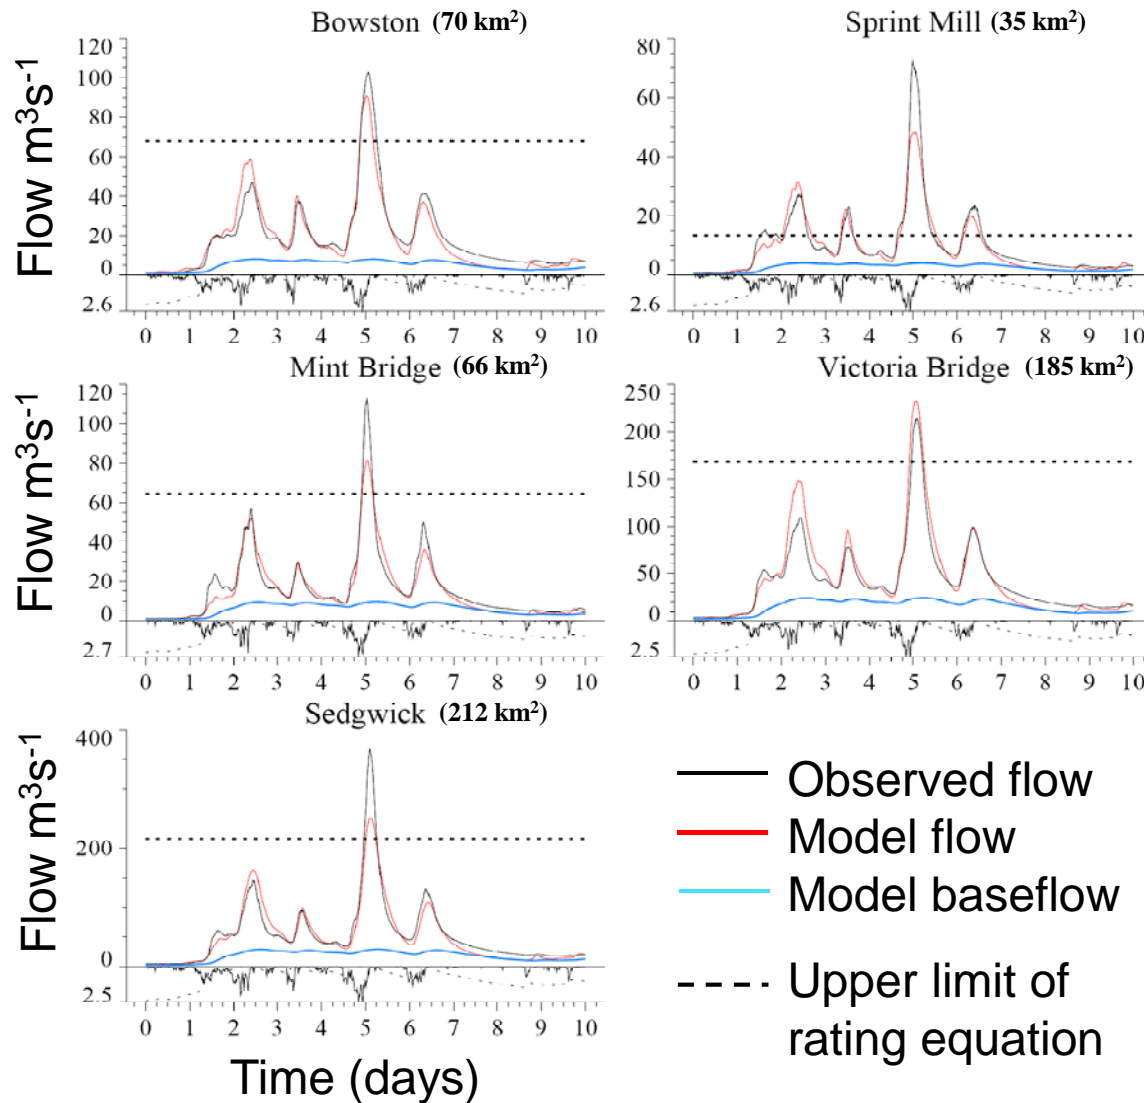 Bowston (70 km²)
Sprint Mill (35 km²)
Flow m³s⁻¹
120
100
80
60
40
20
0
2.6
0 1 2 3 4 5 6 7 8 9 10
80
60
40
20
0
2.6
0 1 2 3 4 5 6 7 8 9 10
Mint Bridge (66 km²)
Victoria Bridge (185 km²)
Flow m³s⁻¹
120
100
80
60
40
20
0
2.7
0 1 2 3 4 5 6 7 8 9 10
250
200
150
100
50
0
2.5
0 1 2 3 4 5 6 7 8 9 10
Sedgwick (212 km²)
Flow m³s⁻¹
400
200
0
2.5
0 1 2 3 4 5 6 7 8 9 10
Time (days)
Observed flow
Model flow
Model baseflow
Upper limit of
rating equation